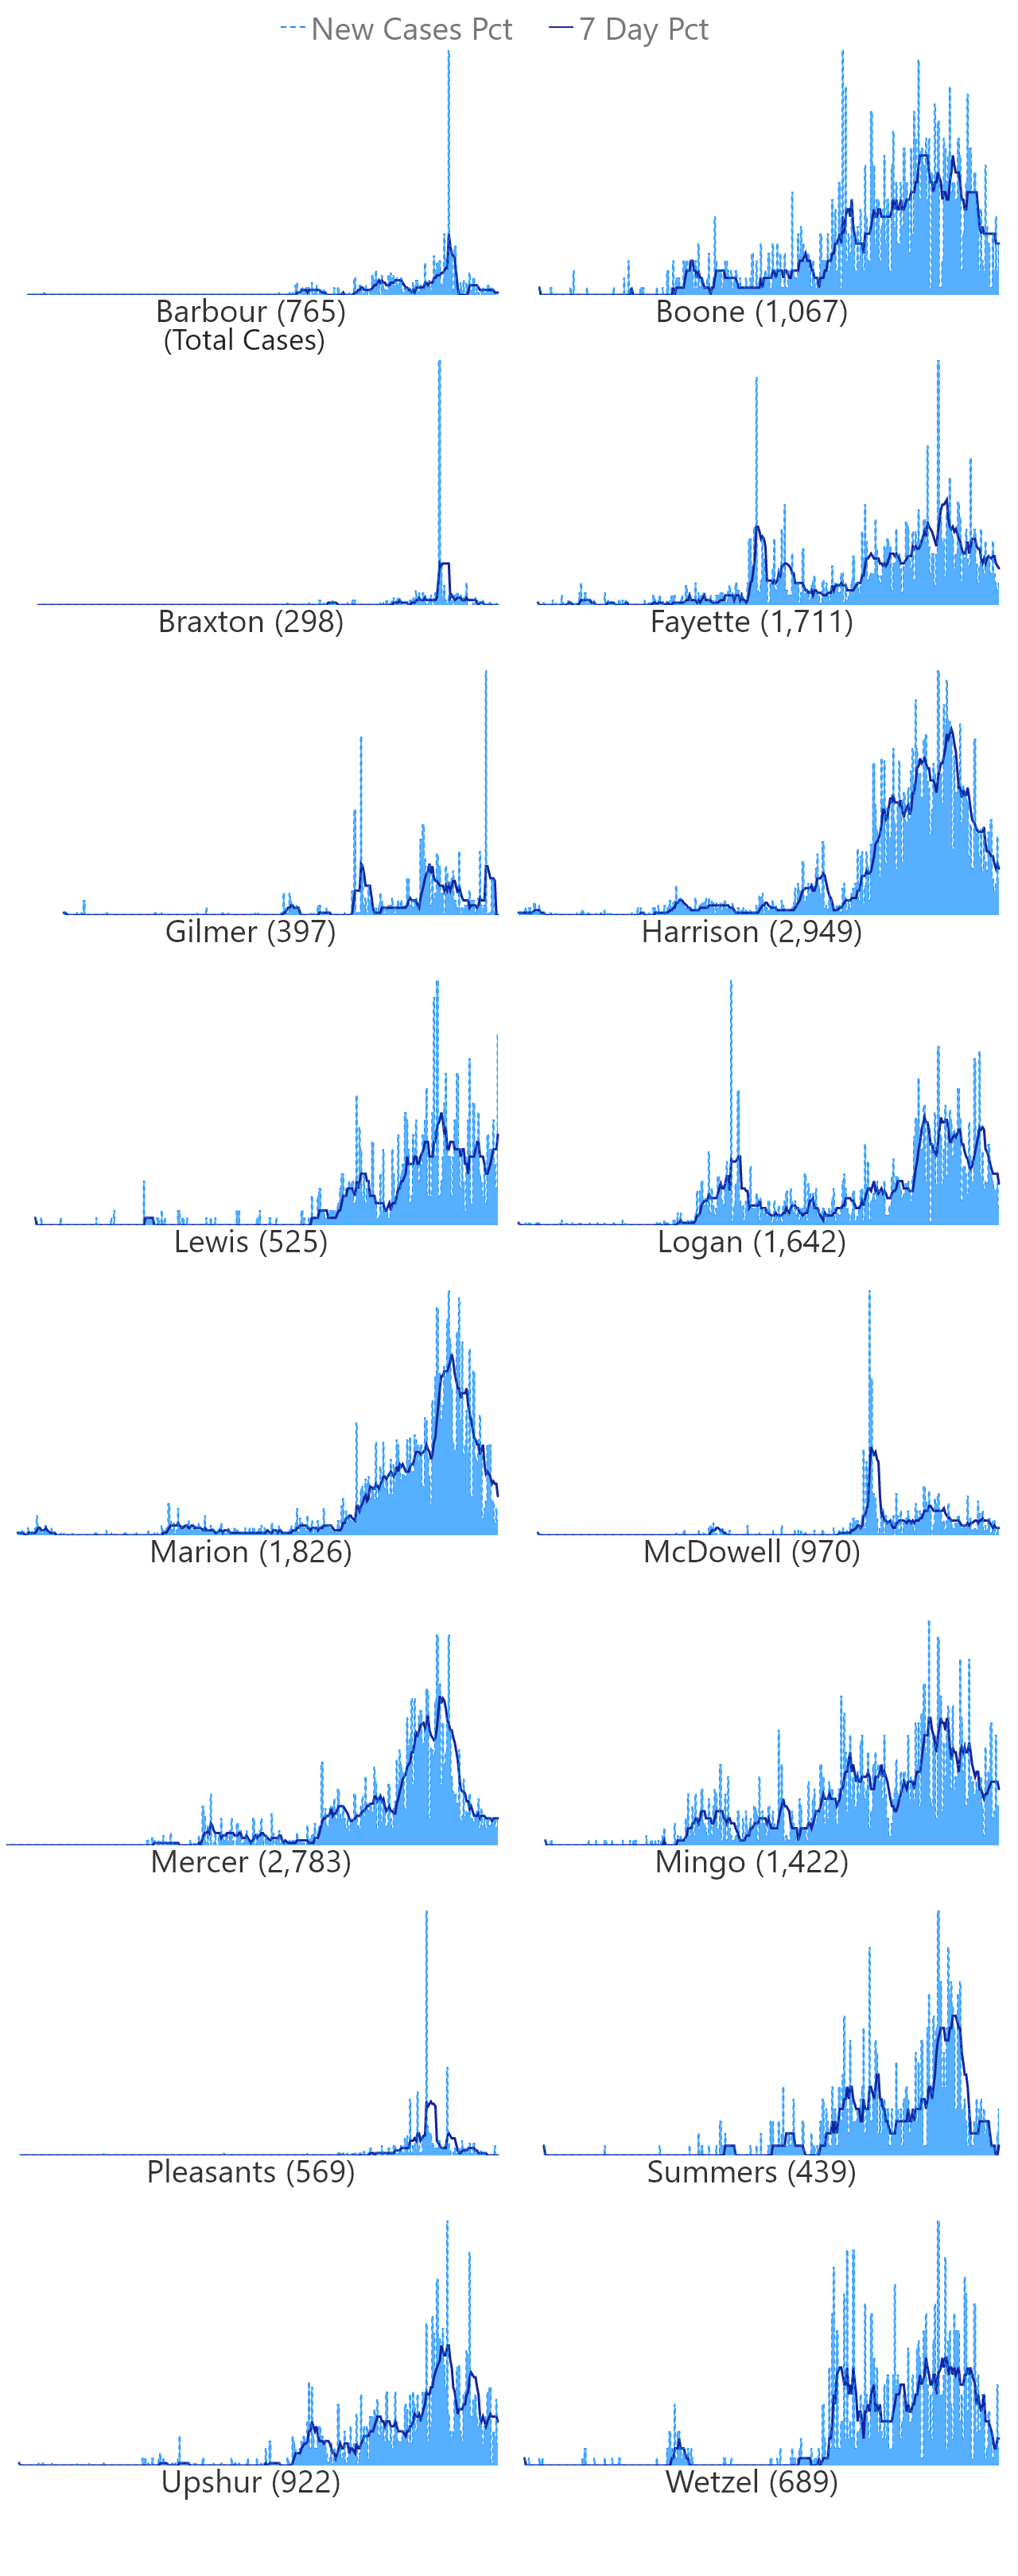 New Cases Pct 7 Day Pct
Barbour (765)
(Total Cases)
Boone (1,067)
Braxton (298)
Fayette (1,711)
Gilmer (397)
Harrison (2,949)
Lewis (525)
Logan (1,642)
Marion (1,826)
McDowell (970)
Mercer (2,783)
Mingo (1,422)
Pleasants (569)
Summers (439)
Upshur (922)
Wetzel (689)